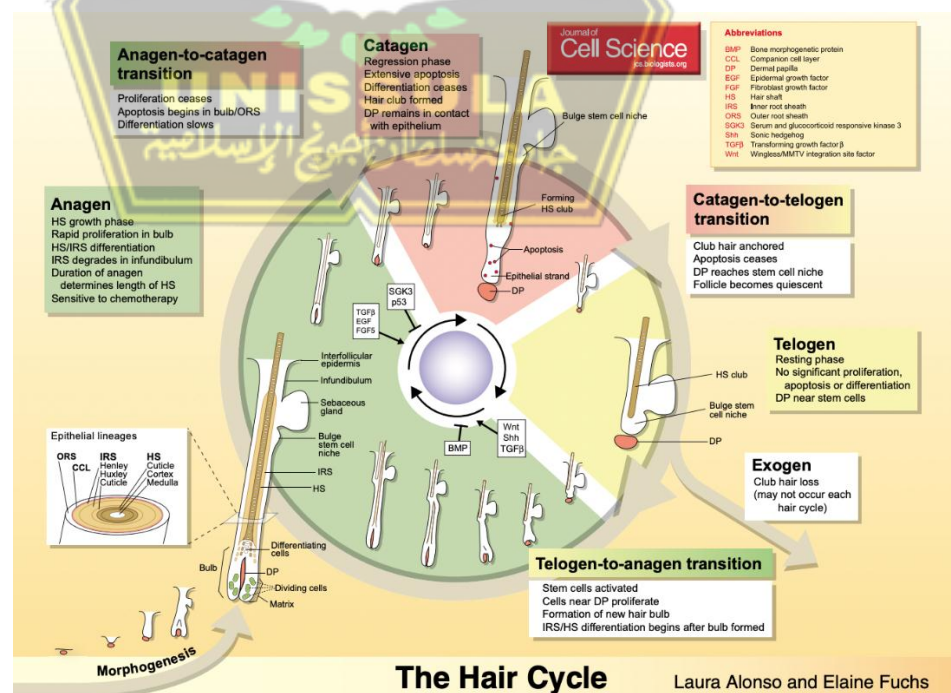 Anagen-to-catagen
transition
Proliferation ceases
Apoptosis begins in bulb/ORS
Differentiation slows
Catagen
Regression phase
Extensive apoptosis
Differentiation ceases
Hair club formed
DP remains in contact
with epithelium
Journal of
Cell Science
jcs.biologists.org
Abbreviations
BMP Bone morphogenetic protein
CCL Companion cell layer
DP Dermal papilla
EGF Epidermal growth factor
FGF Fibroblast growth factor
HS Hair shaft
IRS Inner root sheath
ORS Outer root sheath
SGK3 Serum and glucocorticoid responsive kinase 3
Shh Sonic hedgehog
TGFβ Transforming growth factor β
Wnt Wingless/MMTV integration site factor
UNISSULA
جامعة سلطان أجونج الإسلامية
Bulge stem cell niche
Forming
HS club
Apoptosis
Epithelial strand
DP
Anagen
HS growth phase
Rapid proliferation in bulb
HS/IRS differentiation
IRS degrades in infundibulum
Duration of anagen
determines length of HS
Sensitive to chemotherapy
Catagen-to-telogen
transition
Club hair anchored
Apoptosis ceases
DP reaches stem cell niche
Follicle becomes quiescent
SGK3
p53
TGFβ
EGF
FGF5
BMP
Wnt
Shh
TGFβ
Telogen
Resting phase
No significant proliferation,
apoptosis or differentiation
DP near stem cells
HS club
Bulge stem
cell niche
DP
Exogen
Club hair loss
(may not occur each
hair cycle)
Interfollicular
epidermis
Infundibulum
Sebaceous
gland
Bulge
stem cell
niche
IRS
HS
Differentiating
cells
Bulb
DP
Dividing cells
Matrix
Epithelial lineages
ORS
CCL
IRS
Henley
Huxley
Cuticle
HS
Cuticle
Cortex
Medulla
Telogen-to-anagen transition
Stem cells activated
Cells near DP proliferate
Formation of new hair bulb
IRS/HS differentiation begins after bulb formed
Morphogenesis
The Hair Cycle
Laura Alonso and Elaine Fuchs